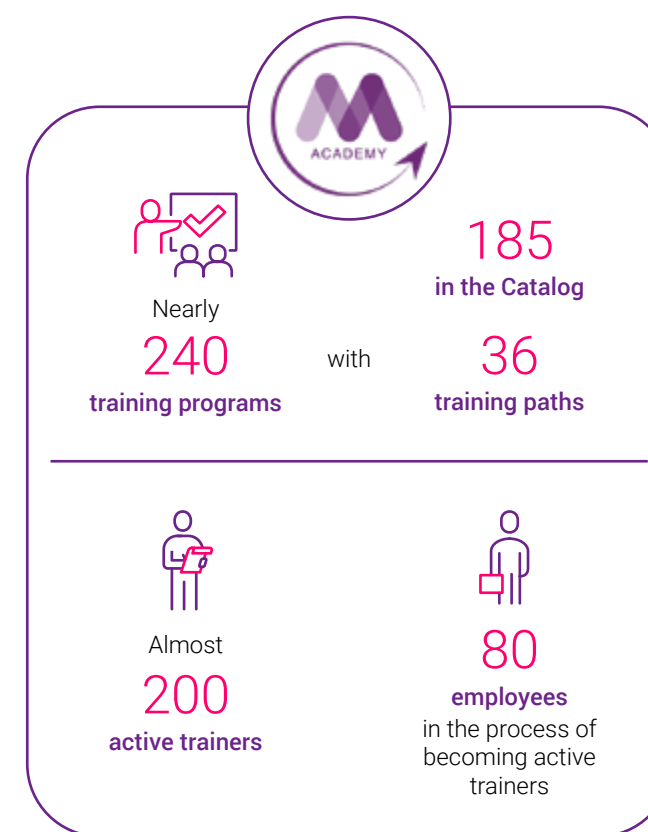 ACADEMY
Nearly
240
training programs
with
185
in the Catalog
36
training paths
Almost
200
active trainers
80
employees
in the process of
becoming active
trainers